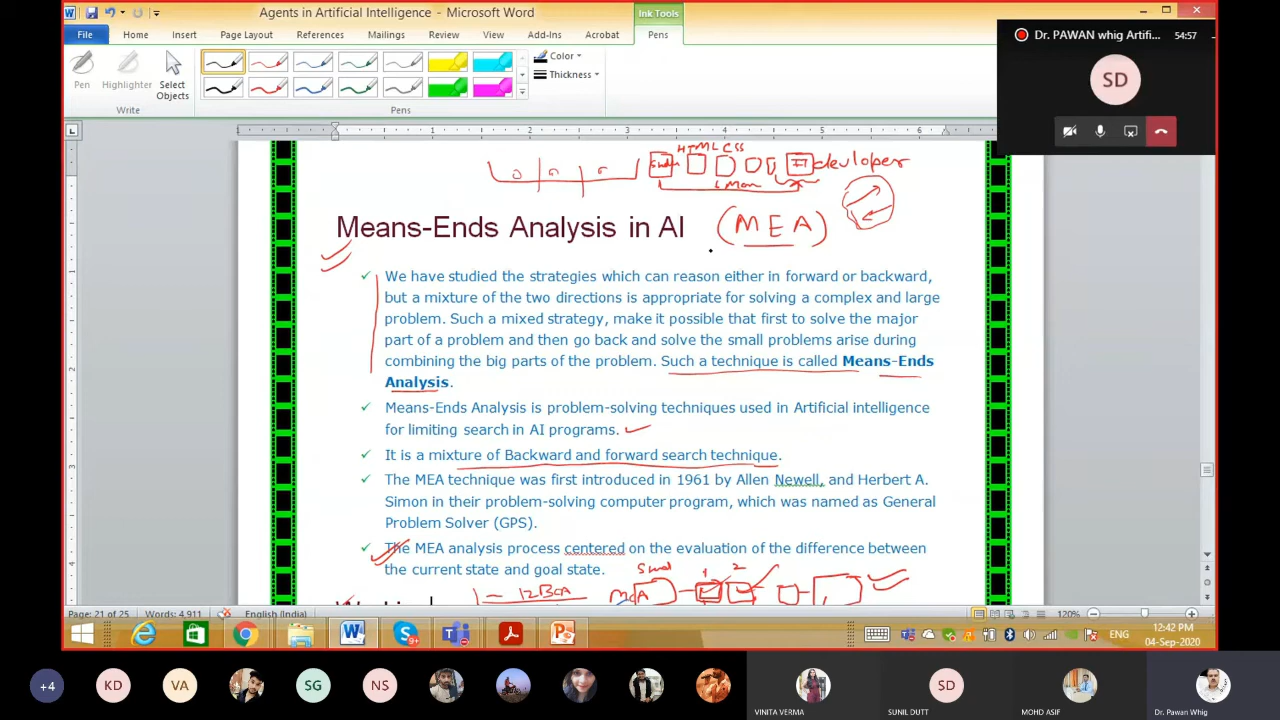 Agents in Artificial Intelligence - Microsoft Word
Ink Tools
File Home Insert Page Layout References Mailings Review View Add-Ins Acrobat Pens
Pen Highlighter Select Objects
Color
Thickness
Write Pens
Dr. PAWAN whig Artifi... 54:57
SD
1 2 3 4 5 6
HTML CSS
developer
Means-Ends Analysis in AI (MEA)
We have studied the strategies which can reason either in forward or backward,
but a mixture of the two directions is appropriate for solving a complex and large
problem. Such a mixed strategy, make it possible that first to solve the major
part of a problem and then go back and solve the small problems arise during
combining the big parts of the problem. Such a technique is called Means-Ends
Analysis.
Means-Ends Analysis is problem-solving techniques used in Artificial intelligence
for limiting search in AI programs.
It is a mixture of Backward and forward search technique.
The MEA technique was first introduced in 1961 by Allen Newell, and Herbert A.
Simon in their problem-solving computer program, which was named as General
Problem Solver (GPS).
The MEA analysis process centered on the evaluation of the difference between
the current state and goal state.
1 2
MCA
Page: 21 of 25 Words: 4,911 English (India) 120%
ENG 12:42 PM
04-Sep-2020
+4 KD VA SG NS SD
VINITA VERMA SUNIL DUTT MOHD ASIF Dr. Pawan Whig